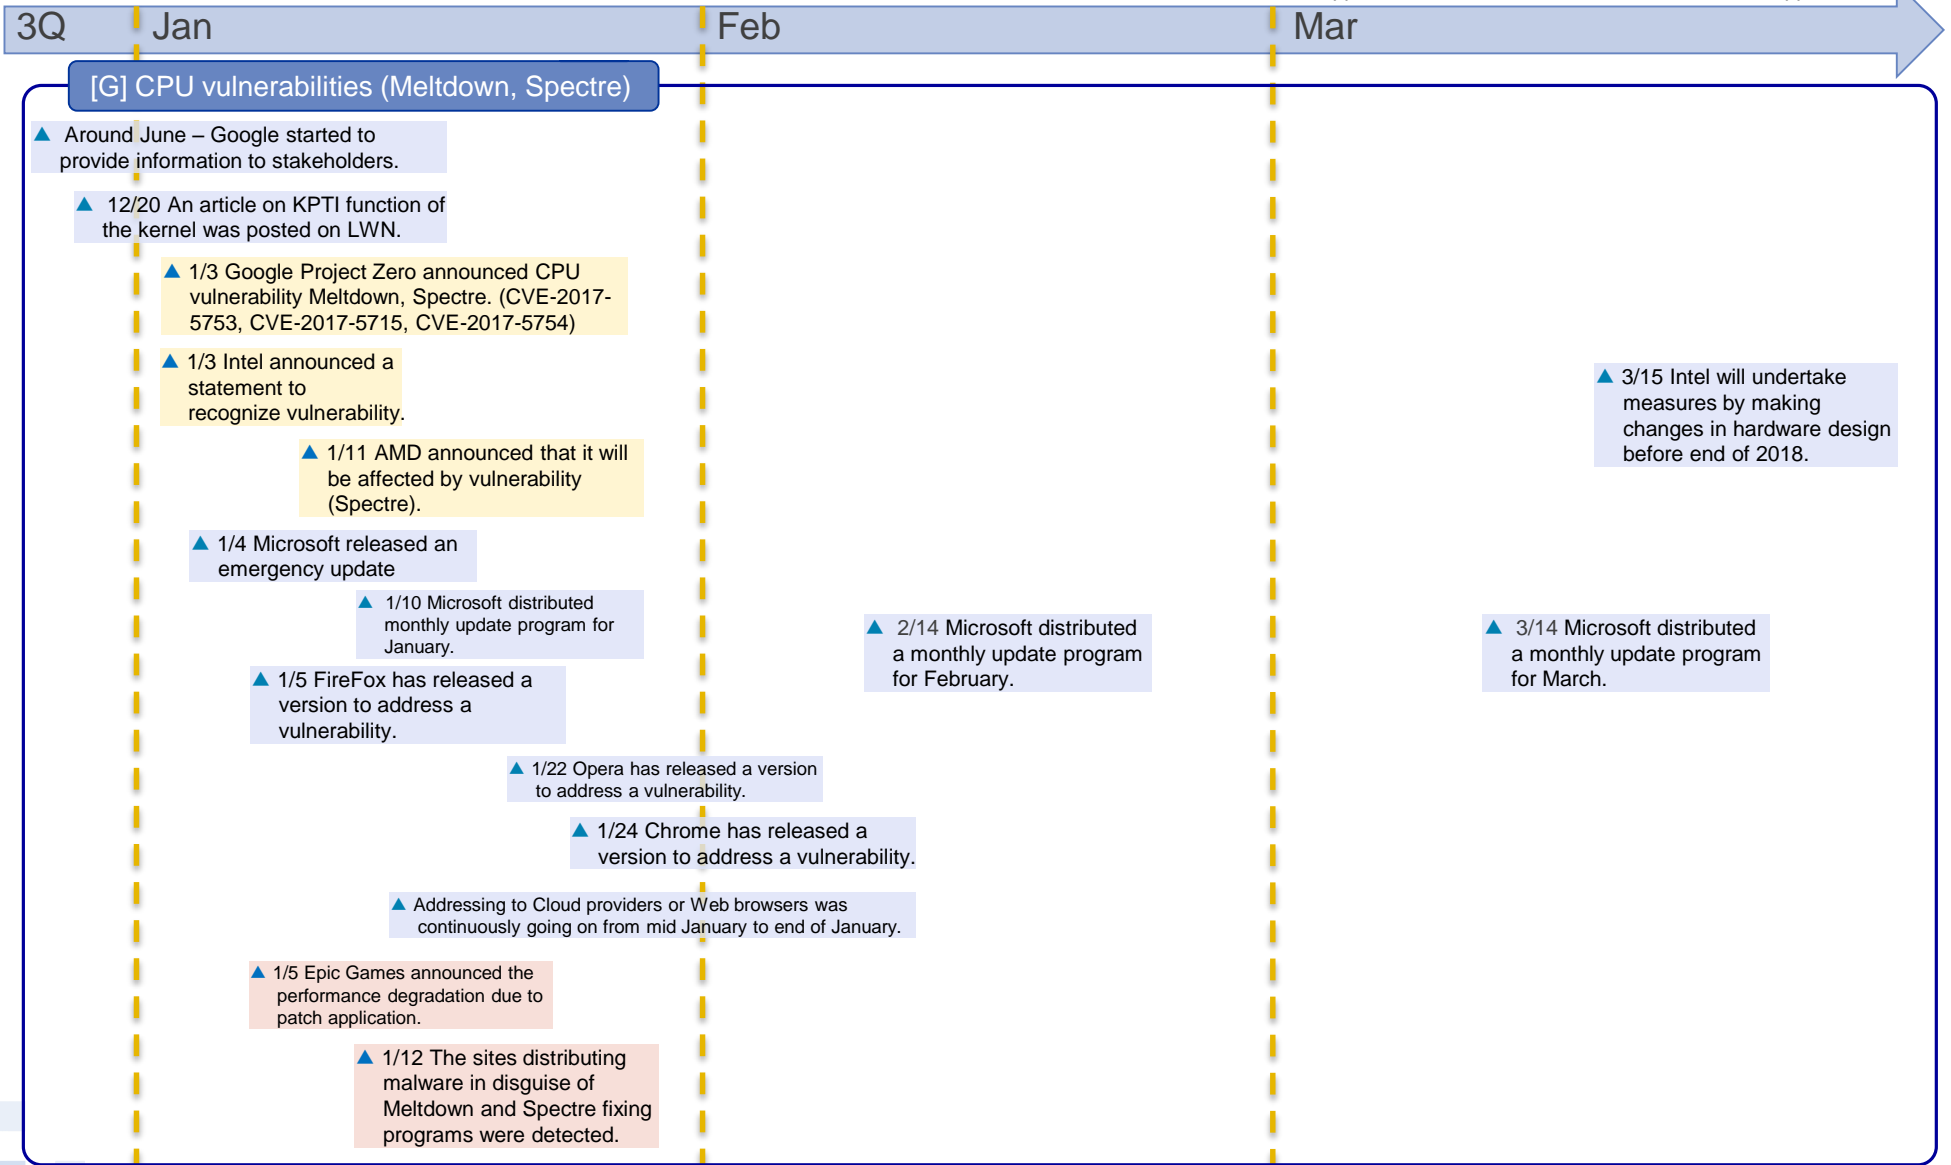 3Q
Jan
Feb
Mar
[G] CPU vulnerabilities (Meltdown, Spectre)
▲ Around June – Google started to
provide information to stakeholders.
▲ 12/20 An article on KPTI function of
the kernel was posted on LWN.
▲ 1/3 Google Project Zero announced CPU
vulnerability Meltdown, Spectre. (CVE-2017-
5753, CVE-2017-5715, CVE-2017-5754)
▲ 1/3 Intel announced a
statement to
recognize vulnerability.
▲ 3/15 Intel will undertake
measures by making
changes in hardware design
before end of 2018.
▲ 1/11 AMD announced that it will
be affected by vulnerability
(Spectre).
▲ 1/4 Microsoft released an
emergency update
▲ 1/10 Microsoft distributed
monthly update program for
January.
▲ 2/14 Microsoft distributed
a monthly update program
for February.
▲ 3/14 Microsoft distributed
a monthly update program
for March.
▲ 1/5 FireFox has released a
version to address a
vulnerability.
▲ 1/22 Opera has released a version
to address a vulnerability.
▲ 1/24 Chrome has released a
version to address a vulnerability.
▲ Addressing to Cloud providers or Web browsers was
continuously going on from mid January to end of January.
▲ 1/5 Epic Games announced the
performance degradation due to
patch application.
▲ 1/12 The sites distributing
malware in disguise of
Meltdown and Spectre fixing
programs were detected.